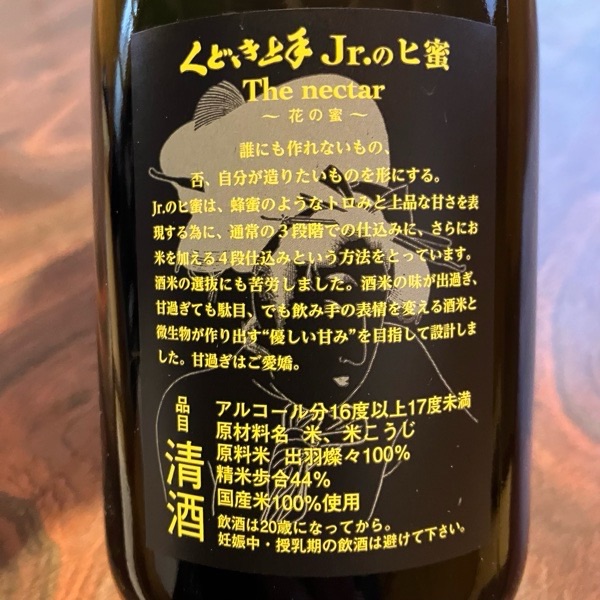 くどき上手 Jr.のヒ蜜
The nectar
～ 花の蜜 ～
誰にも作れないもの、
否、自分が造りたいものを形にする。
Jr.のヒ蜜は、蜂蜜のようなトロみと上品な甘さを表
現する為に、通常の３段階での仕込みに、さらにお
米を加える４段仕込みという方法をとっています。
酒米の選抜にも苦労しました。酒米の味が出過ぎ、
甘過ぎても駄目、でも飲み手の表情を変える酒米と
微生物が作り出す“優しい甘み”を目指して設計しま
した。甘過ぎはご愛嬌。
品目 清酒
アルコール分16度以上17度未満
原材料名 米、米こうじ
原料米 出羽燦々100%
精米歩合44%
国産米100%使用
飲酒は20歳になってから。
妊娠中・授乳期の飲酒は避けて下さい。